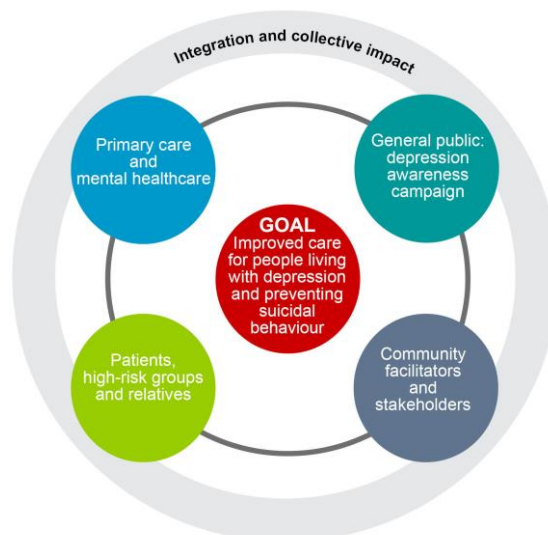 Integration and collective impact
Primary care
and
mental healthcare
General public:
depression
awareness
campaign
GOAL
Improved care
for people living
with depression
and preventing
suicidal
behaviour
Patients,
high-risk groups
and relatives
Community
facilitators
and
stakeholders